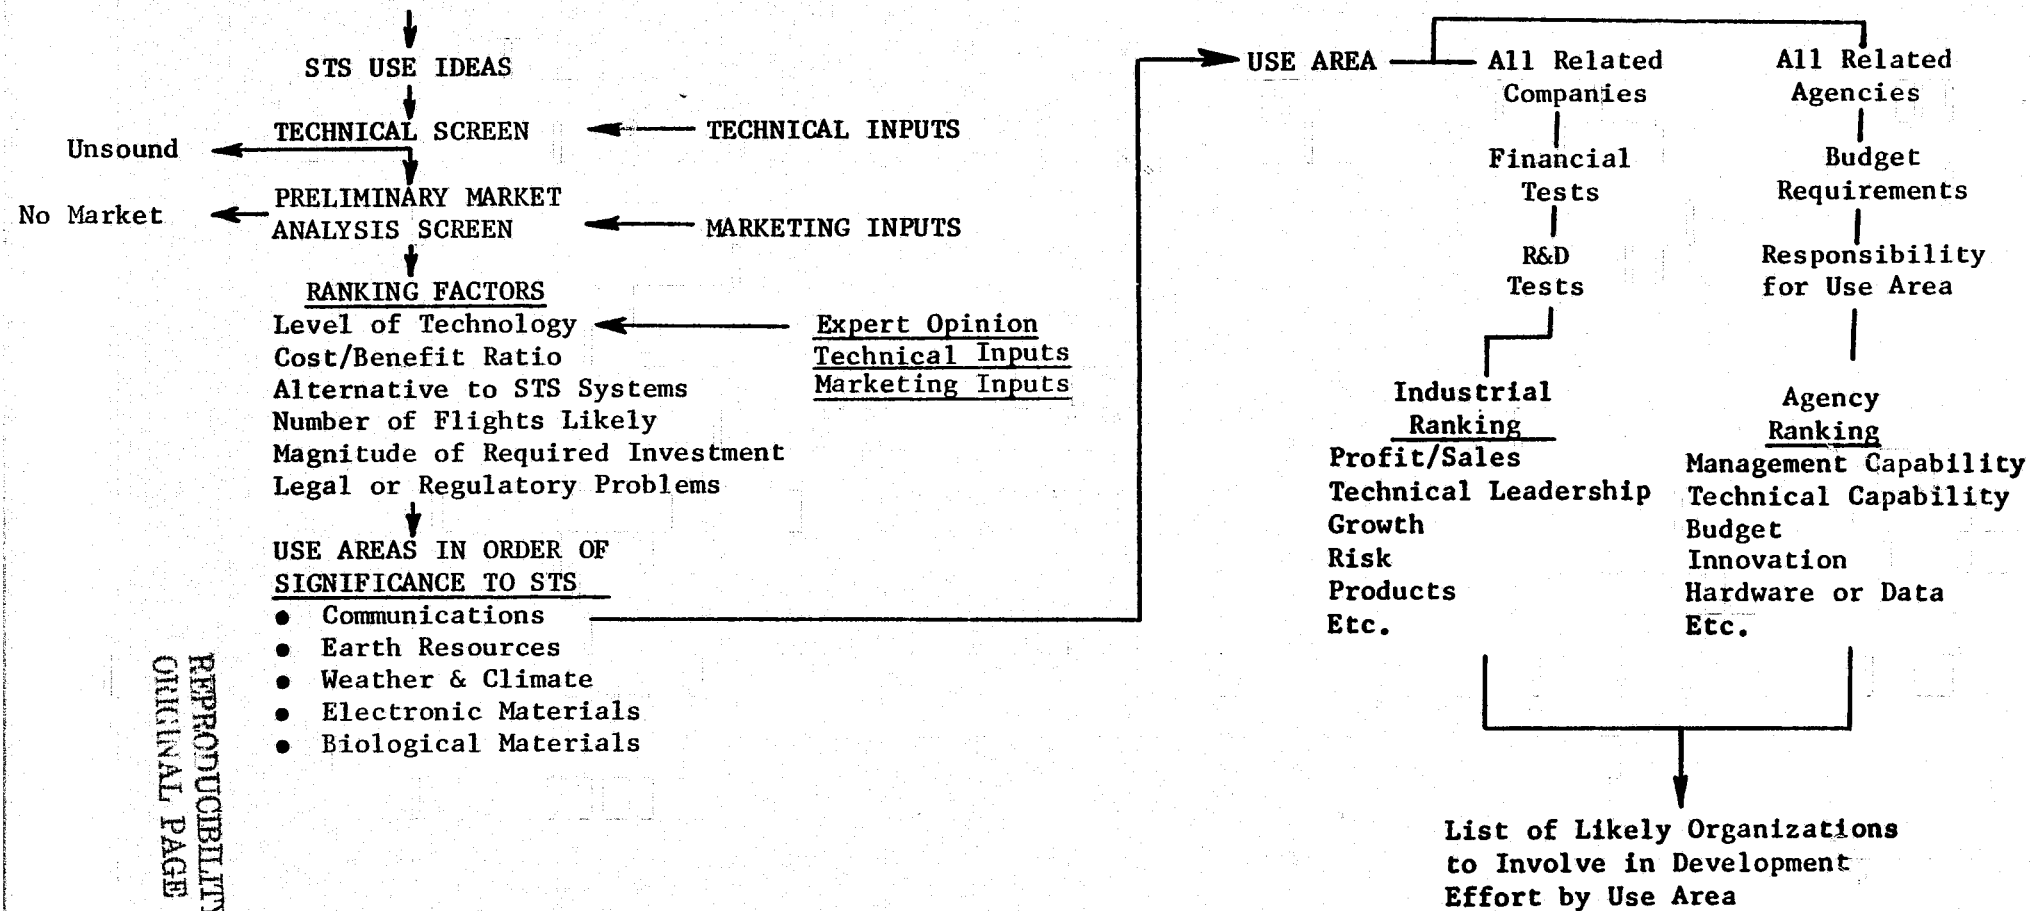 STS USE IDEAS
TECHNICAL SCREEN
TECHNICAL INPUTS
Unsound
PRELIMINARY MARKET
ANALYSIS SCREEN
No Market
MARKETING INPUTS
RANKING FACTORS
Level of Technology
Cost/Benefit Ratio
Alternative to STS Systems
Number of Flights Likely
Magnitude of Required Investment
Legal or Regulatory Problems
Expert Opinion
Technical Inputs
Marketing Inputs
USE AREAS IN ORDER OF
SIGNIFICANCE TO STS
● Communications
● Earth Resources
● Weather & Climate
● Electronic Materials
● Biological Materials
USE AREA
All Related
Companies
Financial
Tests
R&D
Tests
Industrial
Ranking
Profit/Sales
Technical Leadership
Growth
Risk
Products
Etc.
All Related
Agencies
Budget
Requirements
Responsibility
for Use Area
Agency
Ranking
Management Capability
Technical Capability
Budget
Innovation
Hardware or Data
Etc.
List of Likely Organizations
to Involve in Development
Effort by Use Area
REPRODUCIBILITY
ORIGINAL PAGE